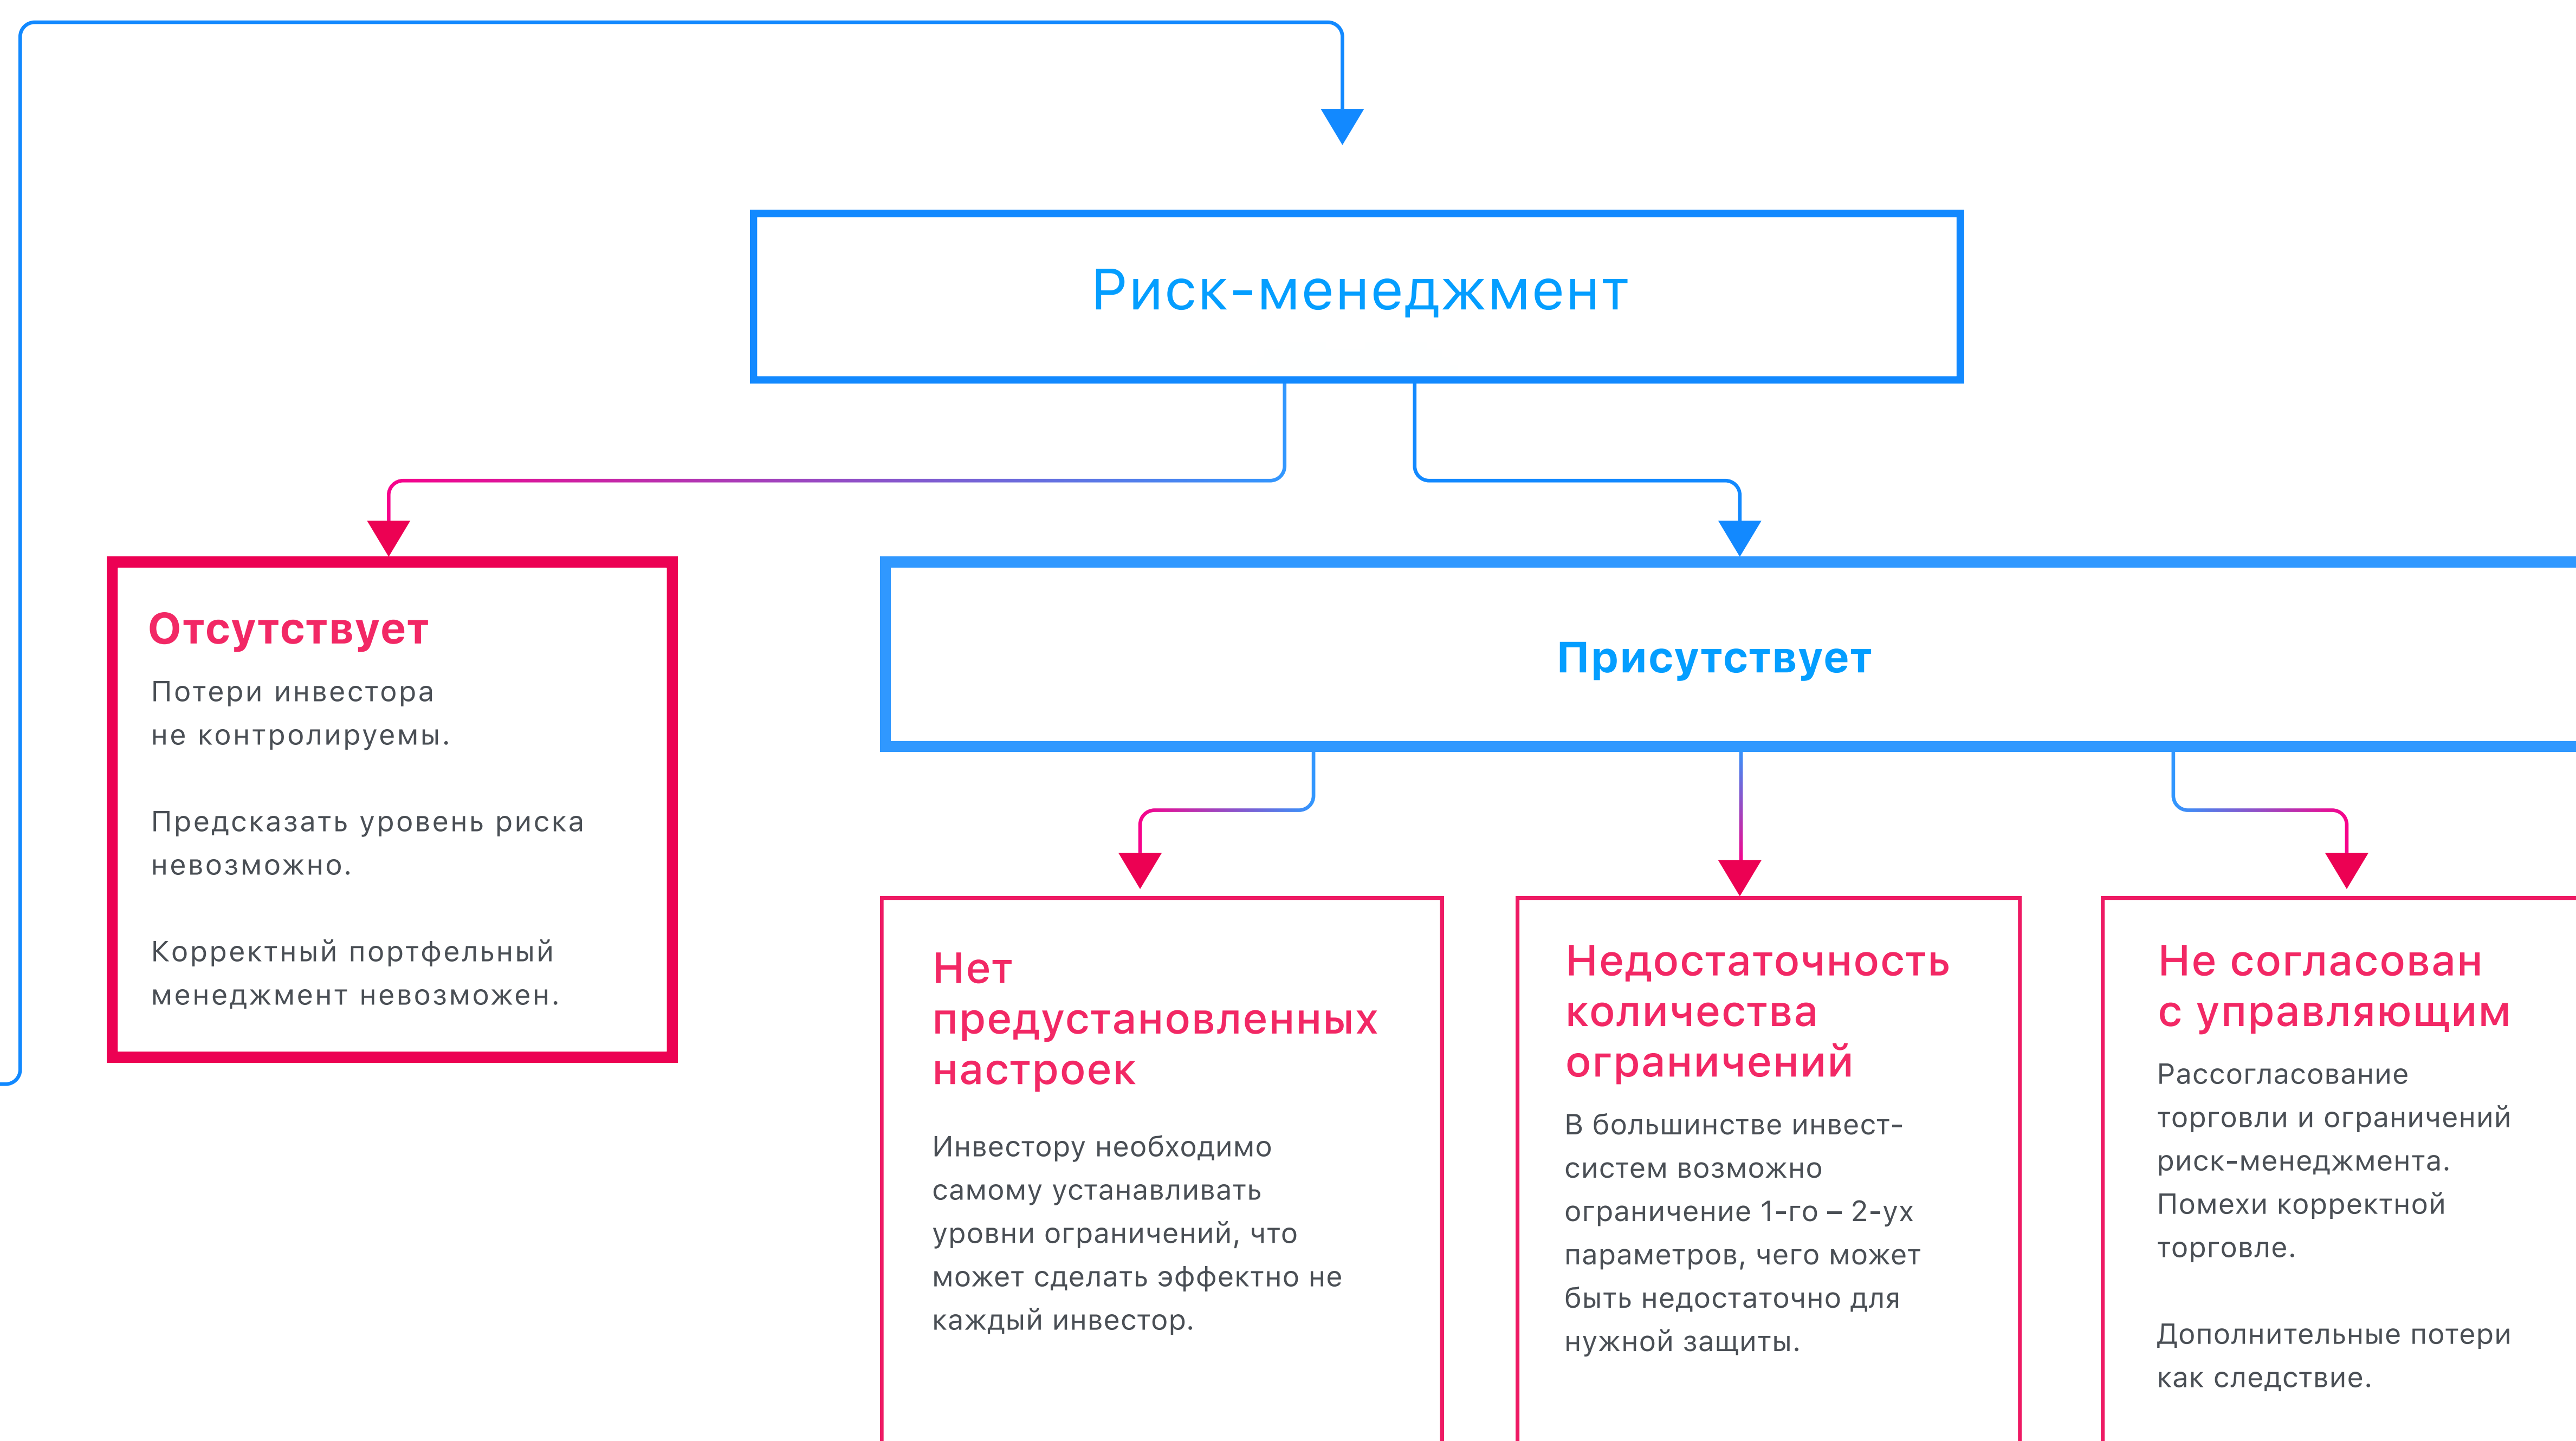 Риск-менеджмент
Отсутствует
Потери инвестора
не контролируемы.
Предсказать уровень риска
невозможно.
Корректный портфельный
менеджмент невозможен.
Присутствует
Нет
предустановленных
настроек
Инвестору необходимо
самому устанавливать
уровни ограничений, что
может сделать эффектно не
каждый инвестор.
Недостаточность
количества
ограничений
В большинстве инвест-
систем возможно
ограничение 1-го – 2-ух
параметров, чего может
быть недостаточно для
нужной защиты.
Не согласован
с управляющим
Рассогласование
торговли и ограничений
риск-менеджмента.
Помехи корректной
торговле.
Дополнительные потери
как следствие.